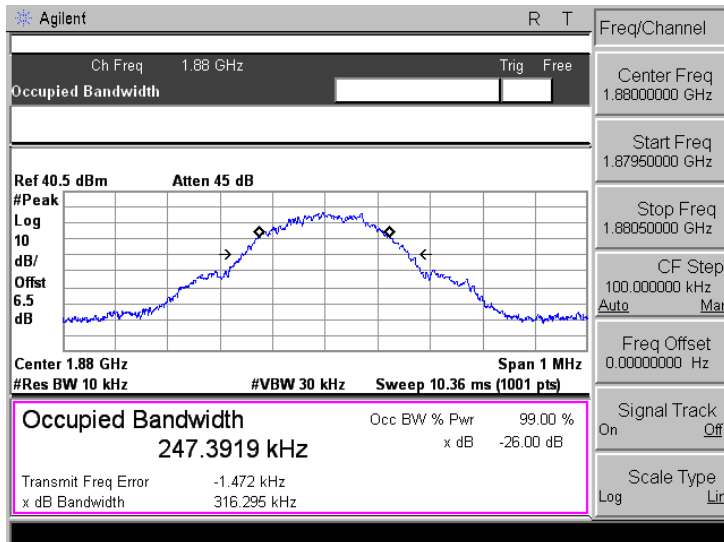 Agilent R T
Ch Freq 1.88 GHz Trig Free
Occupied Bandwidth
Ref 40.5 dBm Atten 45 dB
#Peak
Log
10
dB/
Offst
6.5
dB
Center 1.88 GHz Span 1 MHz
#Res BW 10 kHz #VBW 30 kHz Sweep 10.36 ms (1001 pts)
Occupied Bandwidth Occ BW % Pwr 99.00 %
247.3919 kHz x dB -26.00 dB
Transmit Freq Error -1.472 kHz
x dB Bandwidth 316.295 kHz
Freq/Channel
Center Freq
1.88000000 GHz
Start Freq
1.87950000 GHz
Stop Freq
1.88050000 GHz
CF Step
100.000000 kHz
Auto Man
Freq Offset
0.00000000 Hz
Signal Track
On Off
Scale Type
Log Lin